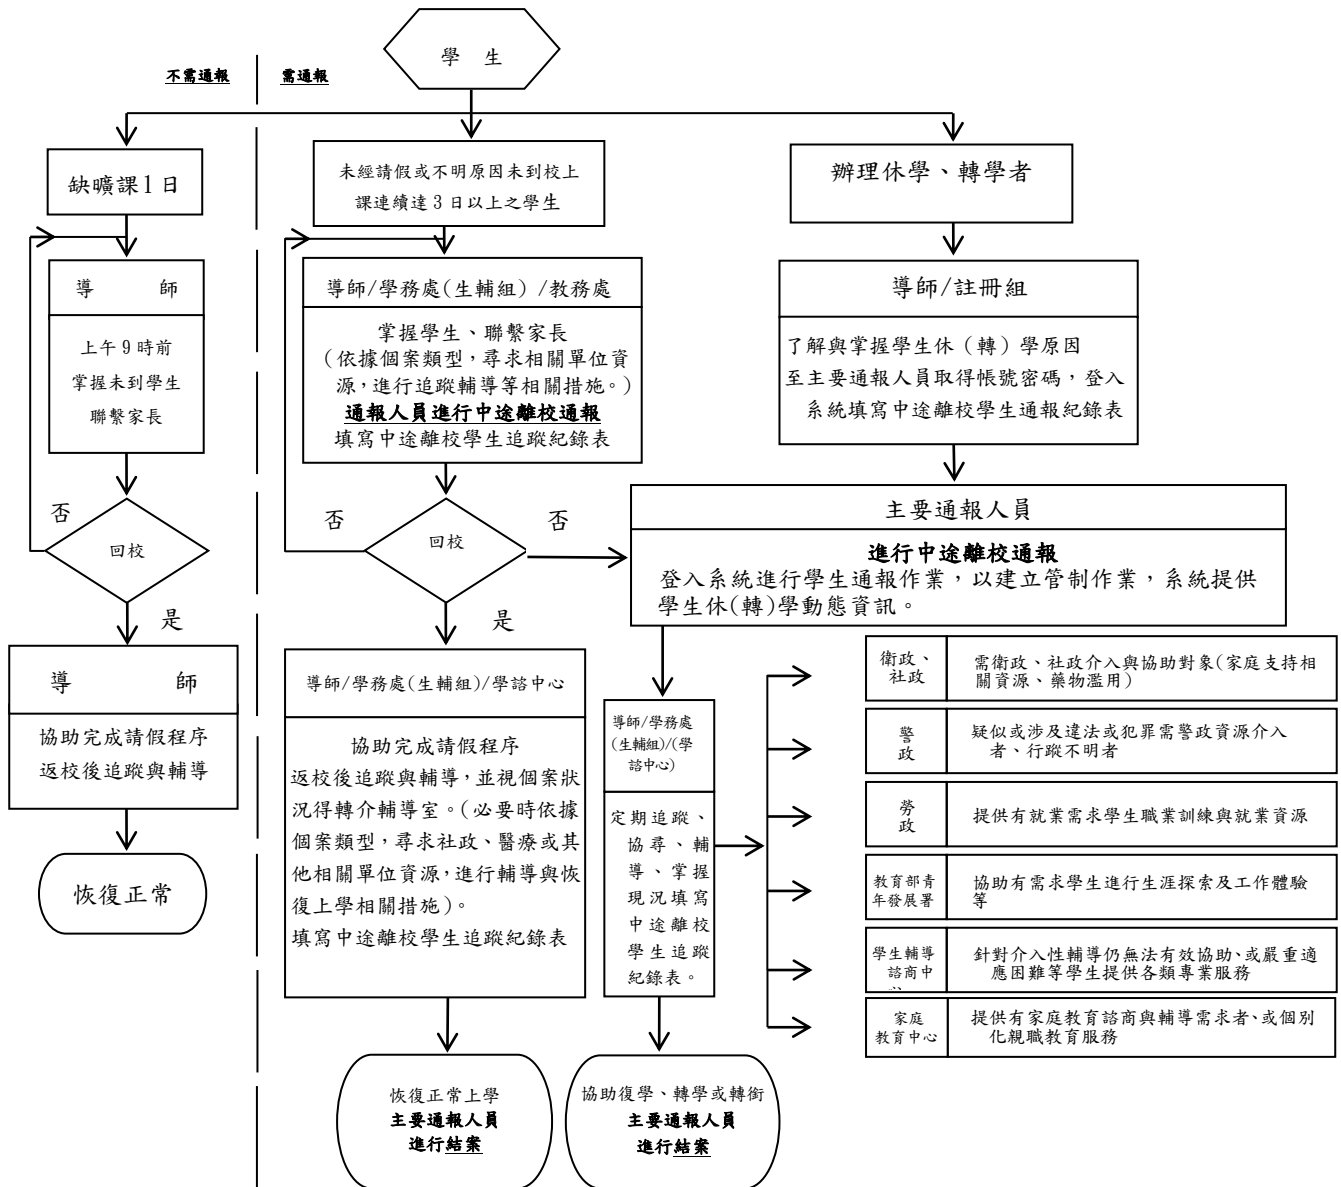 學 生
不需通報
需通報
缺曠課1日
未經請假或不明原因未到校上
課連續達3日以上之學生
辦理休學、轉學者
導 師
上午9時前
掌握未到學生
聯繫家長
導師/學務處(生輔組) /教務處
掌握學生、聯繫家長
(依據個案類型,尋求相關單位資
源,進行追蹤輔導等相關措施。)
通報人員進行中途離校通報
填寫中途離校學生追蹤紀錄表
導師/註冊組
了解與掌握學生休(轉)學原因
至主要通報人員取得帳號密碼,登入
系統填寫中途離校學生通報紀錄表
否
回校
是
否
回校
否
是
主要通報人員
進行中途離校通報
登入系統進行學生通報作業,以建立管制作業,系統提供
學生休(轉)學動態資訊。
導 師
協助完成請假程序
返校後追蹤與輔導
恢復正常
導師/學務處(生輔組)/學諮中心
協助完成請假程序
返校後追蹤與輔導,並視個案狀
況得轉介輔導室。(必要時依據
個案類型,尋求社政、醫療或其
他相關單位資源,進行輔導與恢
復上學相關措施)。
填寫中途離校學生追蹤紀錄表
恢復正常上學
主要通報人員
進行結案
導師/學務處
(生輔組)/(學
諮中心)
定期追蹤、
協尋、輔
導、掌握
現況填寫
中途離校
學生追蹤
紀錄表。
協助復學、轉學或轉銜
主要通報人員
進行結案
衛政、
社政
需衛政、社政介入與協助對象(家庭支持相
關資源、藥物濫用)
警
政
疑似或涉及違法或犯罪需警政資源介入
者、行蹤不明者
勞
政
提供有就業需求學生職業訓練與就業資源
教育部青
年發展署
協助有需求學生進行生涯探索及工作體驗
等
學生輔導
諮商中
針對介入性輔導仍無法有效協助、或嚴重適
應困難等學生提供各類專業服務
家庭
教育中心
提供有家庭教育諮商與輔導需求者、或個別
化親職教育服務